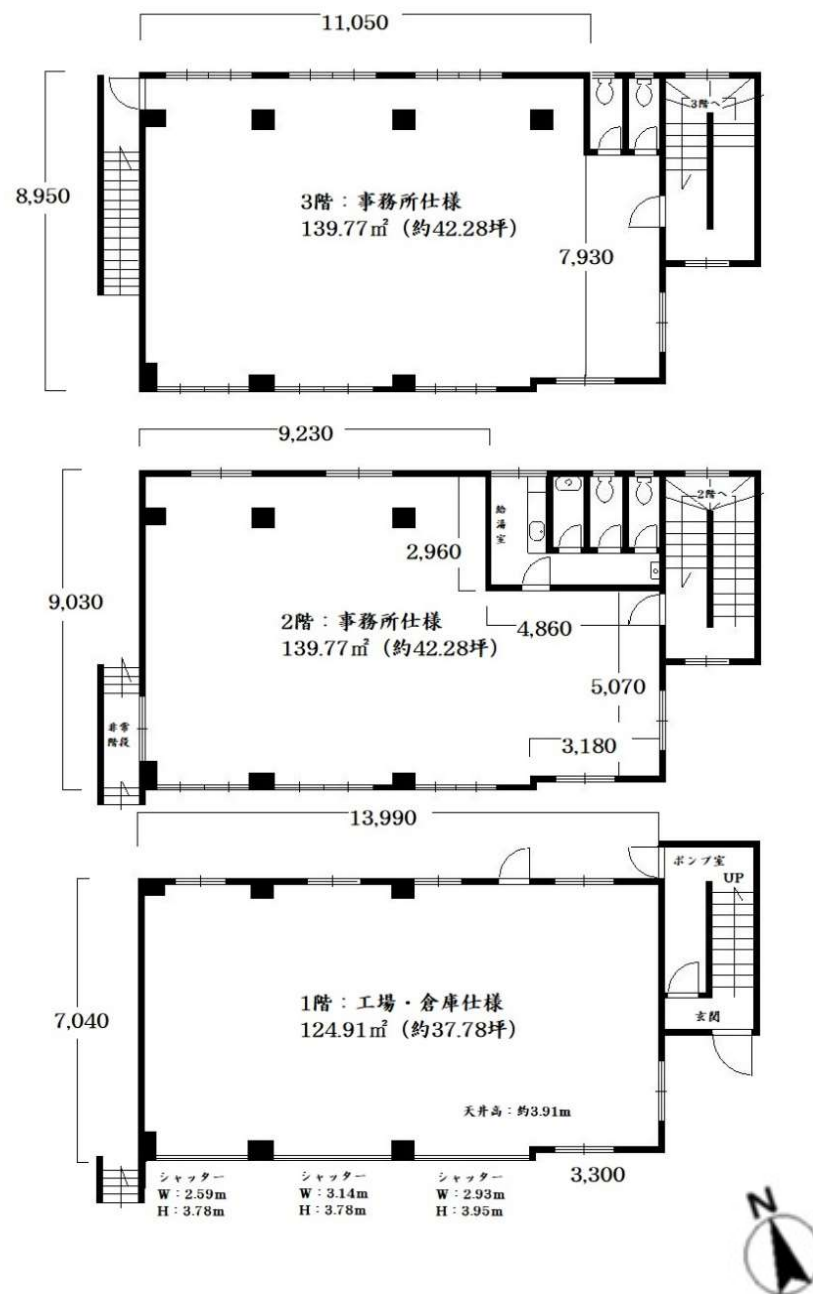 11,050
8,950
3階へ
3階：事務所仕様
139.77㎡（約42.28坪）
7,930
9,230
9,030
給湯室
2,960
2階へ
2階：事務所仕様
139.77㎡（約42.28坪）
4,860
5,070
3,180
非常
階段
13,990
ポンプ室
UP
7,040
1階：工場・倉庫仕様
124.91㎡（約37.78坪）
玄関
天井高：約3.91m
3,300
シャッター
W：2.59m
H：3.78m
シャッター
W：3.14m
H：3.78m
シャッター
W：2.93m
H：3.95m
N